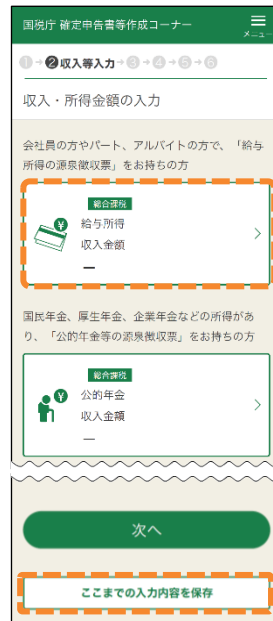 国税庁 確定申告書等作成コーナー
メニュー
1 2 収入等入力 3 4 5 6
収入・所得金額の入力
会社員の方やパート、アルバイトの方で、「給与
所得の源泉徴収票」をお持ちの方
総合課税
給与所得
収入金額
—
国民年金、厚生年金、企業年金などの所得があ
り、「公的年金等の源泉徴収票」をお持ちの方
総合課税
公的年金
収入金額
—
次へ
ここまでの入力内容を保存